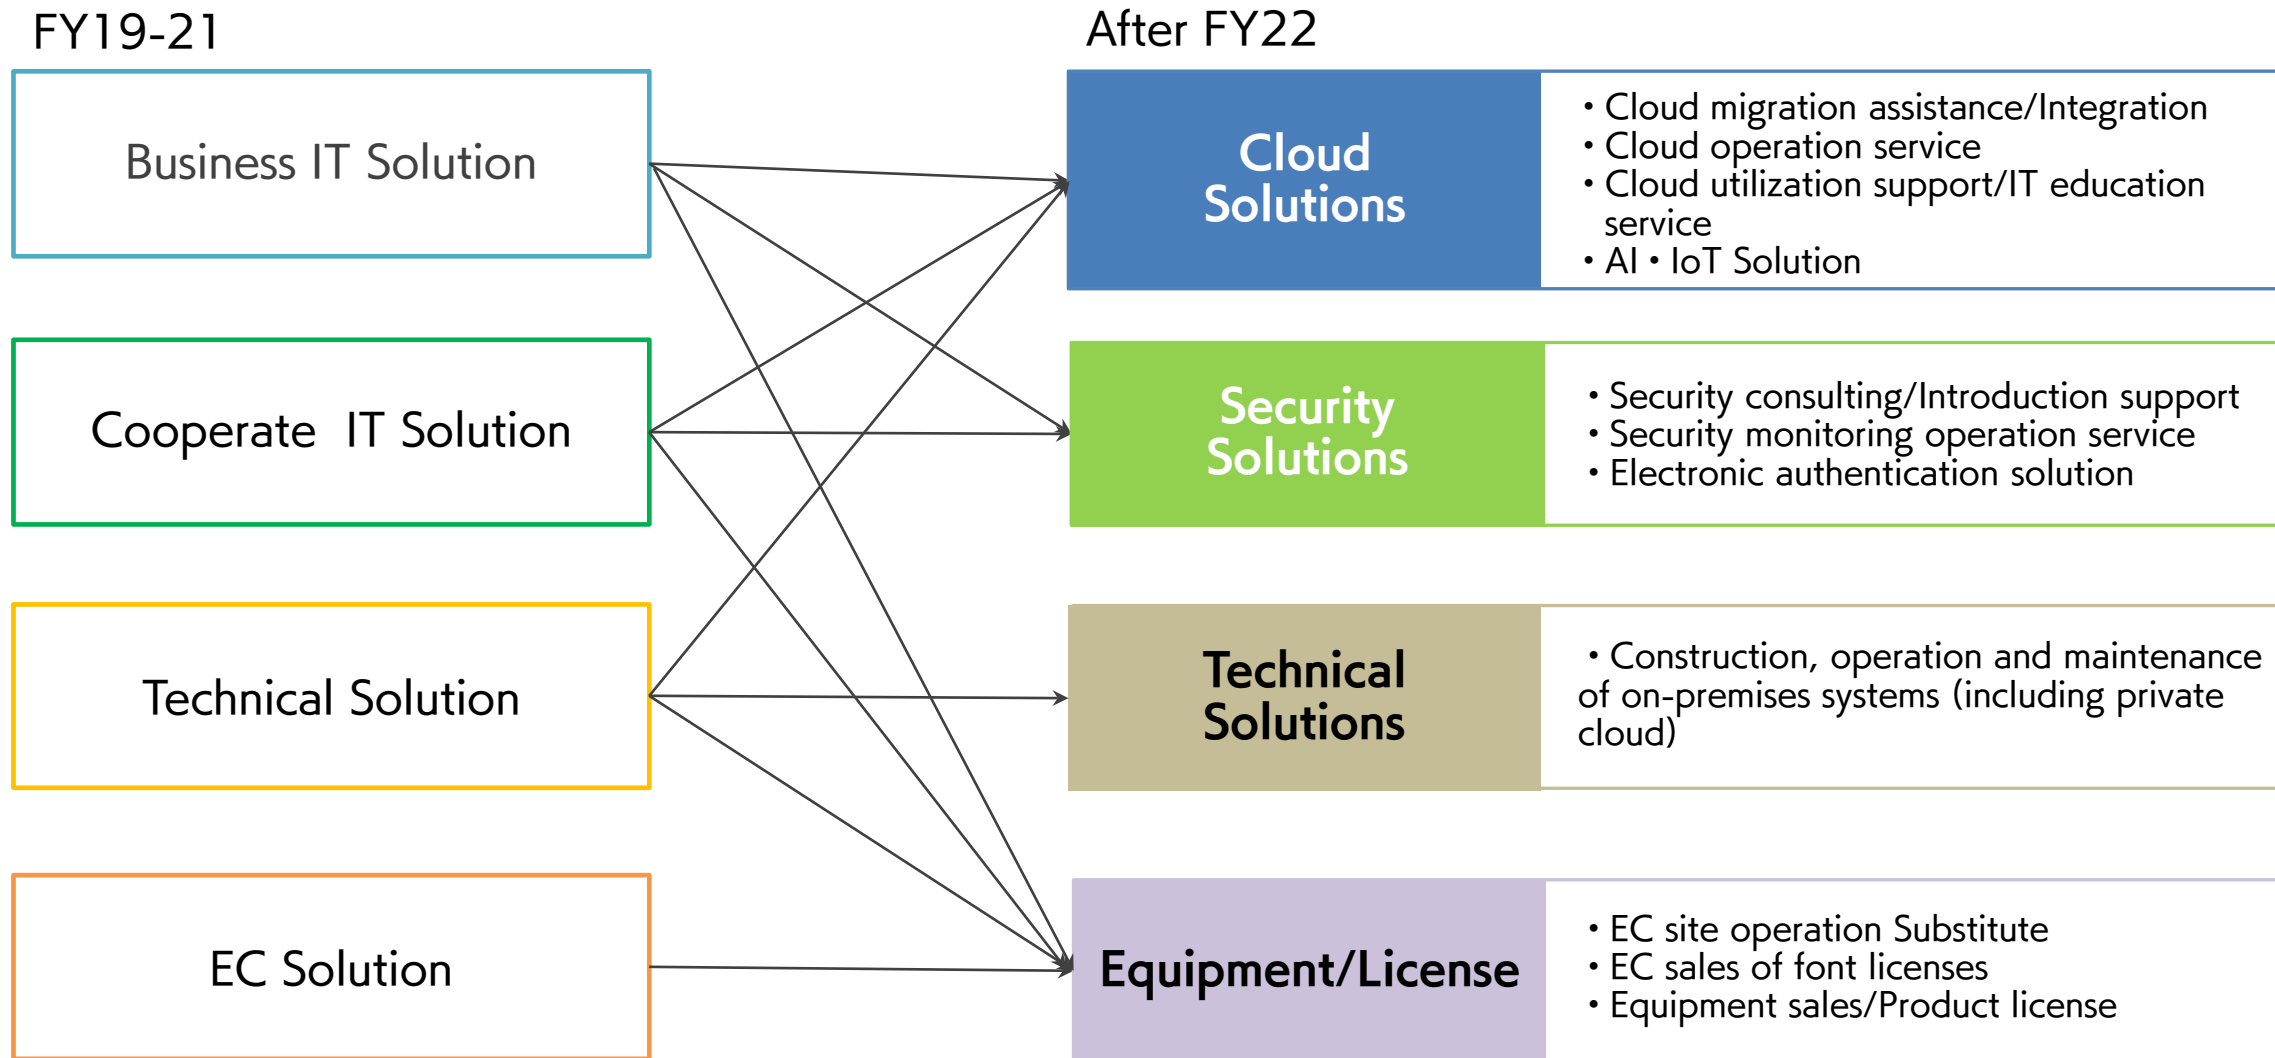 FY19-21
After FY22
Business IT Solution
Cloud
Solutions
・Cloud migration assistance/Integration
・Cloud operation service
・Cloud utilization support/IT education
service
・AI・IoT Solution
Cooperate  IT Solution
Security
Solutions
・Security consulting/Introduction support
・Security monitoring operation service
・Electronic authentication solution
Technical Solution
Technical
Solutions
・Construction, operation and maintenance
of on-premises systems (including private
cloud)
EC Solution
Equipment/License
・EC site operation Substitute
・EC sales of font licenses
・Equipment sales/Product license